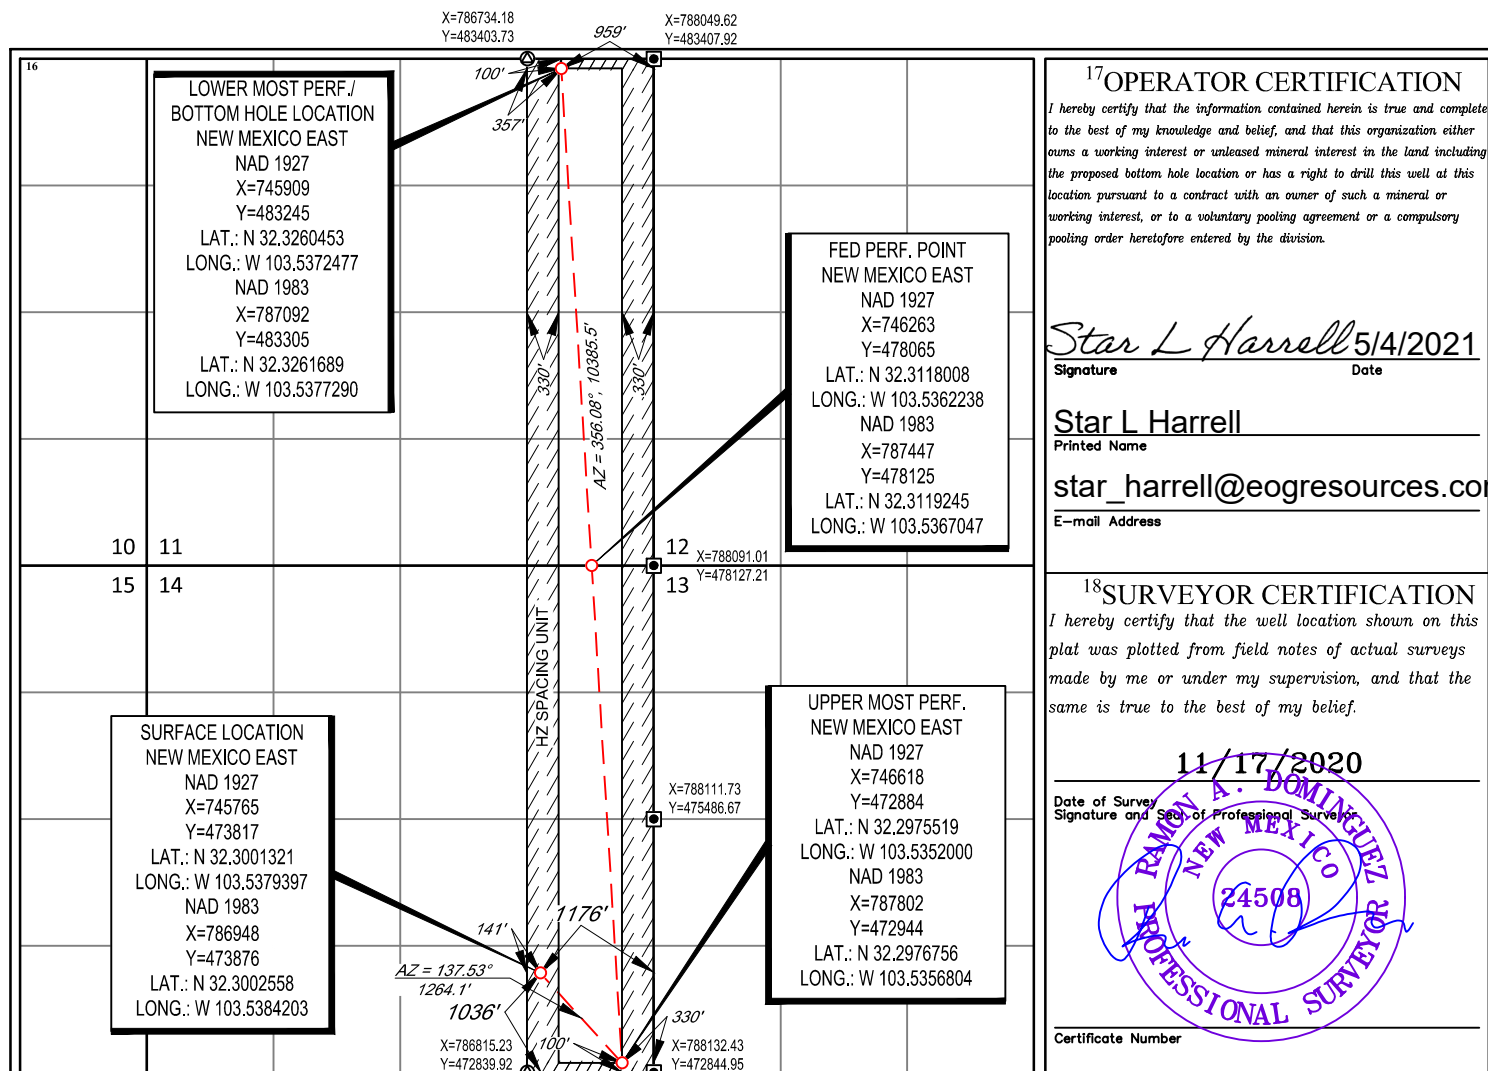 X=786734.18
Y=483403.73
959'
X=788049.62
Y=483407.92
16
100'
357'
LOWER MOST PERF./
BOTTOM HOLE LOCATION
NEW MEXICO EAST
NAD 1927
X=745909
Y=483245
LAT.: N 32.3260453
LONG.: W 103.5372477
NAD 1983
X=787092
Y=483305
LAT.: N 32.3261689
LONG.: W 103.5377290
330'
330'
AZ = 356.08°, 10385.5'
FED PERF. POINT
NEW MEXICO EAST
NAD 1927
X=746263
Y=478065
LAT.: N 32.3118008
LONG.: W 103.5362238
NAD 1983
X=787447
Y=478125
LAT.: N 32.3119245
LONG.: W 103.5367047
10 11
15 14
12
13
X=788091.01
Y=478127.21
HZ SPACING UNIT
SURFACE LOCATION
NEW MEXICO EAST
NAD 1927
X=745765
Y=473817
LAT.: N 32.3001321
LONG.: W 103.5379397
NAD 1983
X=786948
Y=473876
LAT.: N 32.3002558
LONG.: W 103.5384203
X=788111.73
Y=475486.67
UPPER MOST PERF.
NEW MEXICO EAST
NAD 1927
X=746618
Y=472884
LAT.: N 32.2975519
LONG.: W 103.5352000
NAD 1983
X=787802
Y=472944
LAT.: N 32.2976756
LONG.: W 103.5356804
1176'
141'
AZ = 137.53°
1264.1'
1036'
100'
330'
X=786815.23
Y=472839.92
X=788132.43
Y=472844.95
17 OPERATOR CERTIFICATION
I hereby certify that the information contained herein is true and complete
to the best of my knowledge and belief, and that this organization either
owns a working interest or unleased mineral interest in the land including
the proposed bottom hole location or has a right to drill this well at this
location pursuant to a contract with an owner of such a mineral or
working interest, or to a voluntary pooling agreement or a compulsory
pooling order heretofore entered by the division.
Star L Harrell 5/4/2021
Signature Date
Star L Harrell
Printed Name
star_harrell@eogresources.com
E-mail Address
18 SURVEYOR CERTIFICATION
I hereby certify that the well location shown on this
plat was plotted from field notes of actual surveys
made by me or under my supervision, and that the
same is true to the best of my belief.
11/17/2020
Date of Survey
Signature and Seal of Professional Surveyor
RAMON A. DOMINGUEZ
NEW MEXICO
24508
PROFESSIONAL SURVEYOR
Certificate Number